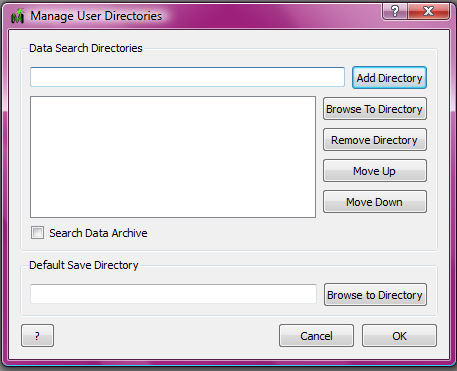 Manage User Directories
?
Data Search Directories
Add Directory
Browse To Directory
Remove Directory
Move Up
Move Down
Search Data Archive
Default Save Directory
Browse to Directory
?
Cancel
OK